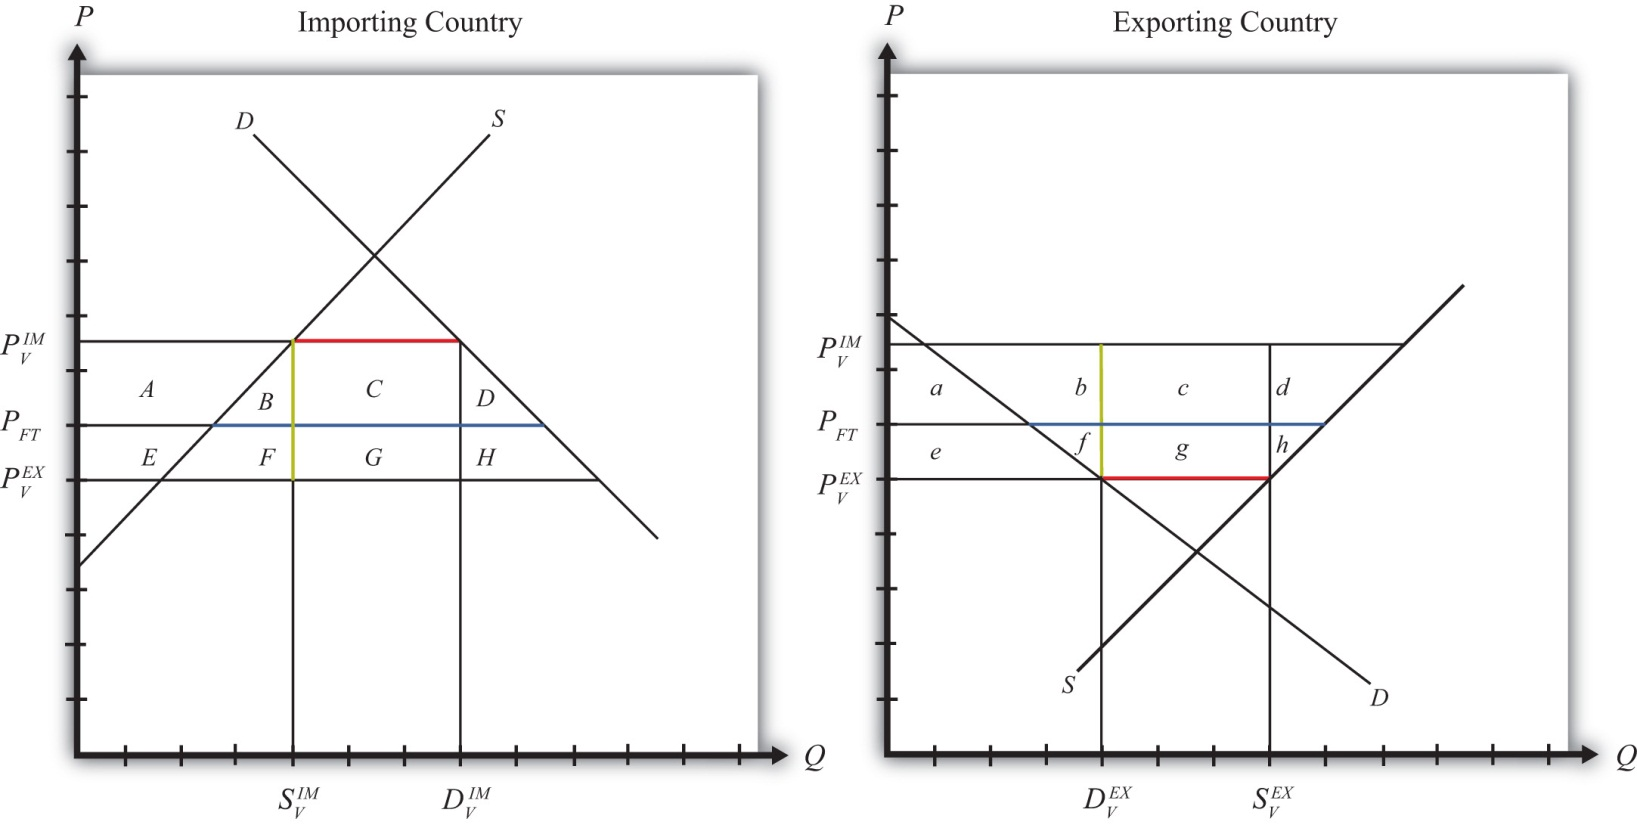 P
Importing Country
D
S
P_V^IM
A
B
C
D
P_FT
E
F
G
H
P_V^EX
Q
S_V^IM
D_V^IM
P
Exporting Country
P_V^IM
a
b
c
d
P_FT
e
f
g
h
P_V^EX
S
D
Q
D_V^EX
S_V^EX